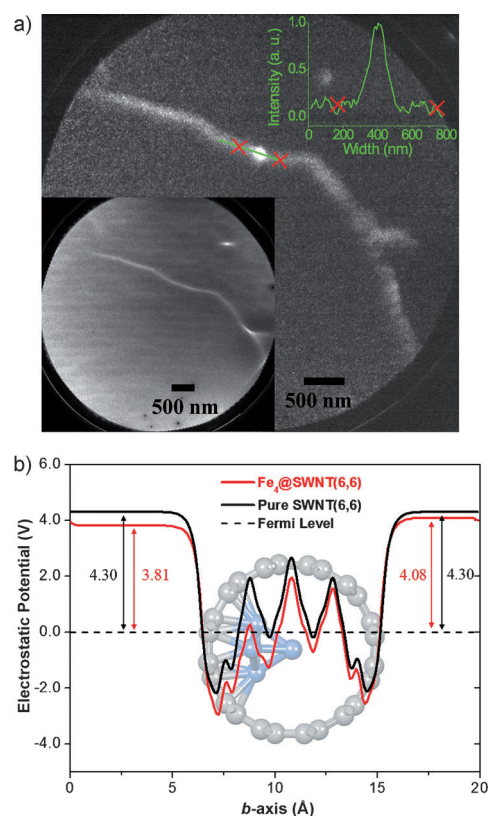 a)
1.0
0.5
0.0
Intensity (a. u.)
0 200 400 600 800
Width (nm)
500 nm
500 nm
b)
6.0
4.0
2.0
0.0
-2.0
-4.0
Electrostatic Potential (V)
Fe4@SWNT(6,6)
Pure SWNT(6,6)
Fermi Level
4.30 3.81 4.08 4.30
0 5 10 15 20
b-axis (Å)